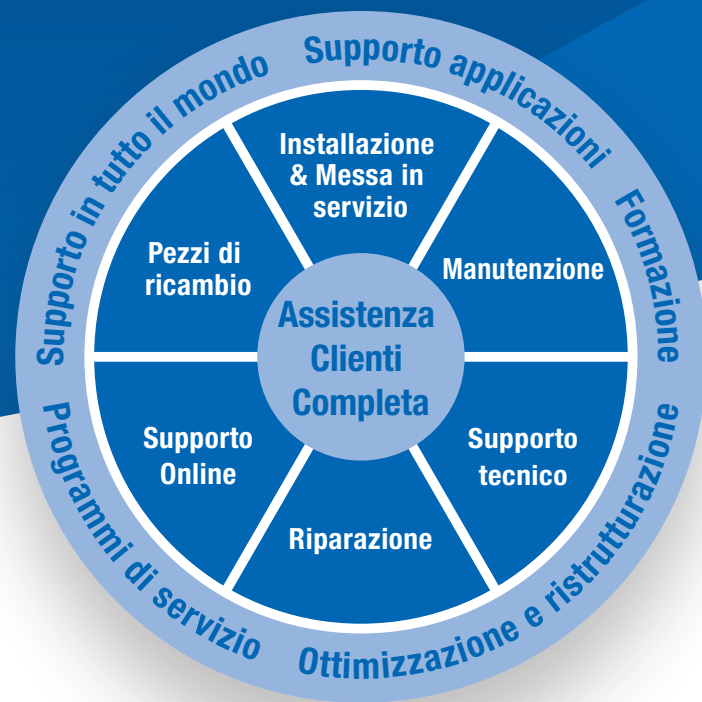 Supporto in tutto il mondo
Supporto applicazioni
Formazione
Ottimizzazione e ristrutturazione
Programmi di servizio
Installazione
& Messa in
servizio
Manutenzione
Supporto
tecnico
Riparazione
Supporto
Online
Pezzi di
ricambio
Assistenza
Clienti
Completa